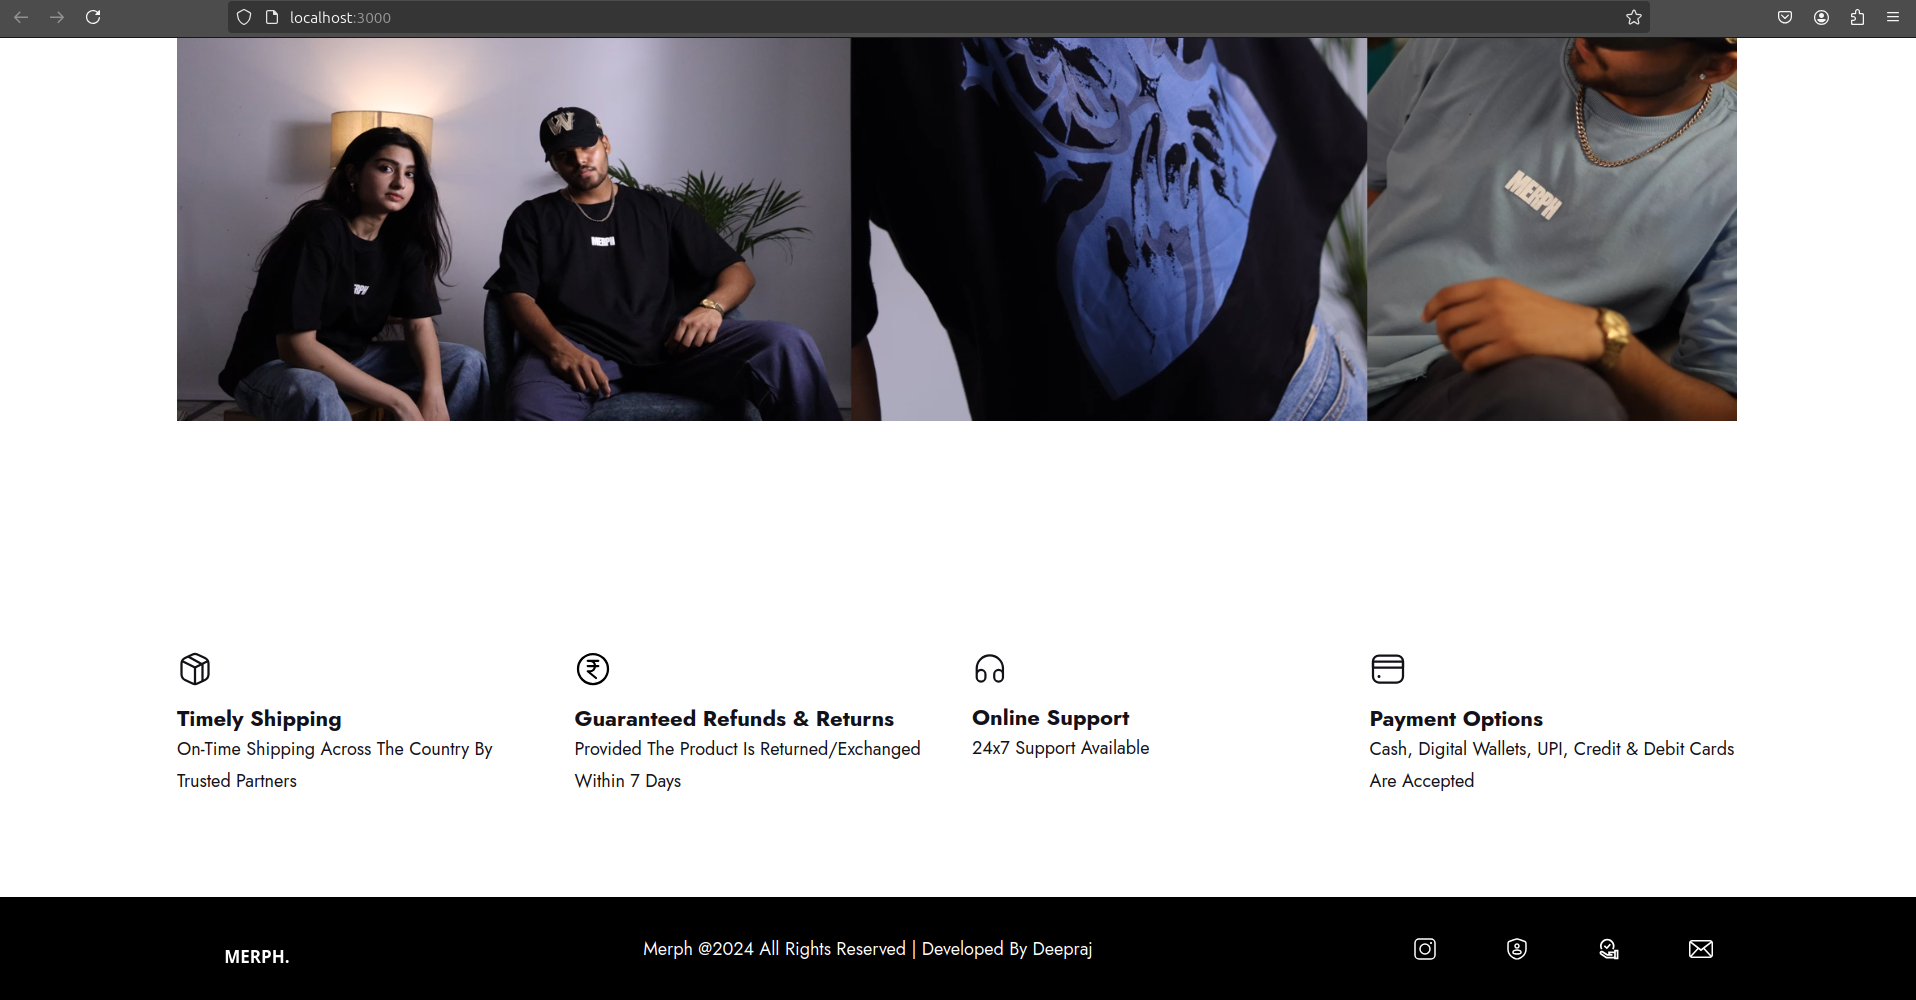 localhost:3000
W
MERPH
MERPH
RPH
Timely Shipping
On-Time Shipping Across The Country By
Trusted Partners
Guaranteed Refunds & Returns
Provided The Product Is Returned/Exchanged
Within 7 Days
Online Support
24x7 Support Available
Payment Options
Cash, Digital Wallets, UPI, Credit & Debit Cards
Are Accepted
MERPH.
Merph @2024 All Rights Reserved | Developed By Deepraj